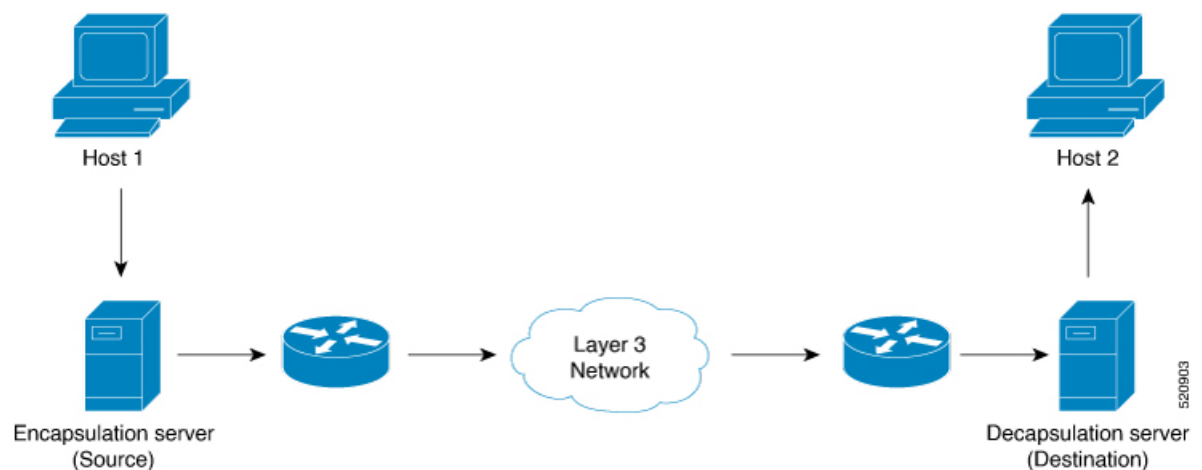 Host 1
Host 2
Layer 3
Network
Encapsulation server
(Source)
Decapsulation server
(Destination)
520903